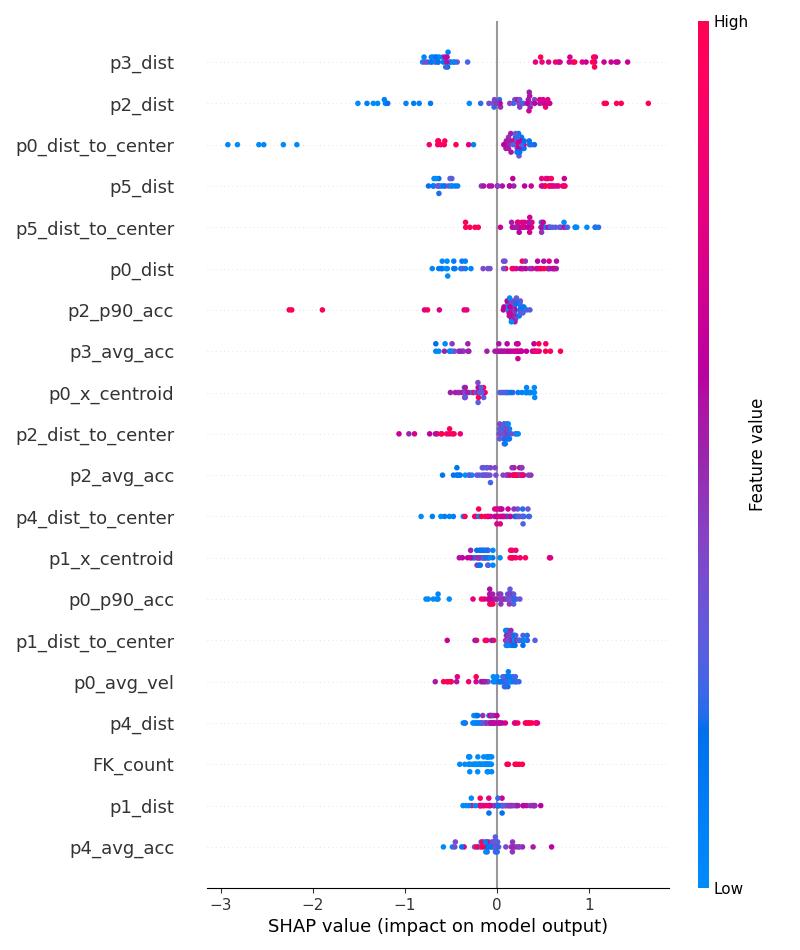 High
p3_dist
p2_dist
p0_dist_to_center
p5_dist
p5_dist_to_center
p0_dist
p2_p90_acc
p3_avg_acc
p0_x_centroid
p2_dist_to_center
p2_avg_acc
p4_dist_to_center
p1_x_centroid
p0_p90_acc
p1_dist_to_center
p0_avg_vel
p4_dist
FK_count
p1_dist
p4_avg_acc
Feature value
Low
−3 −2 −1 0 1
SHAP value (impact on model output)